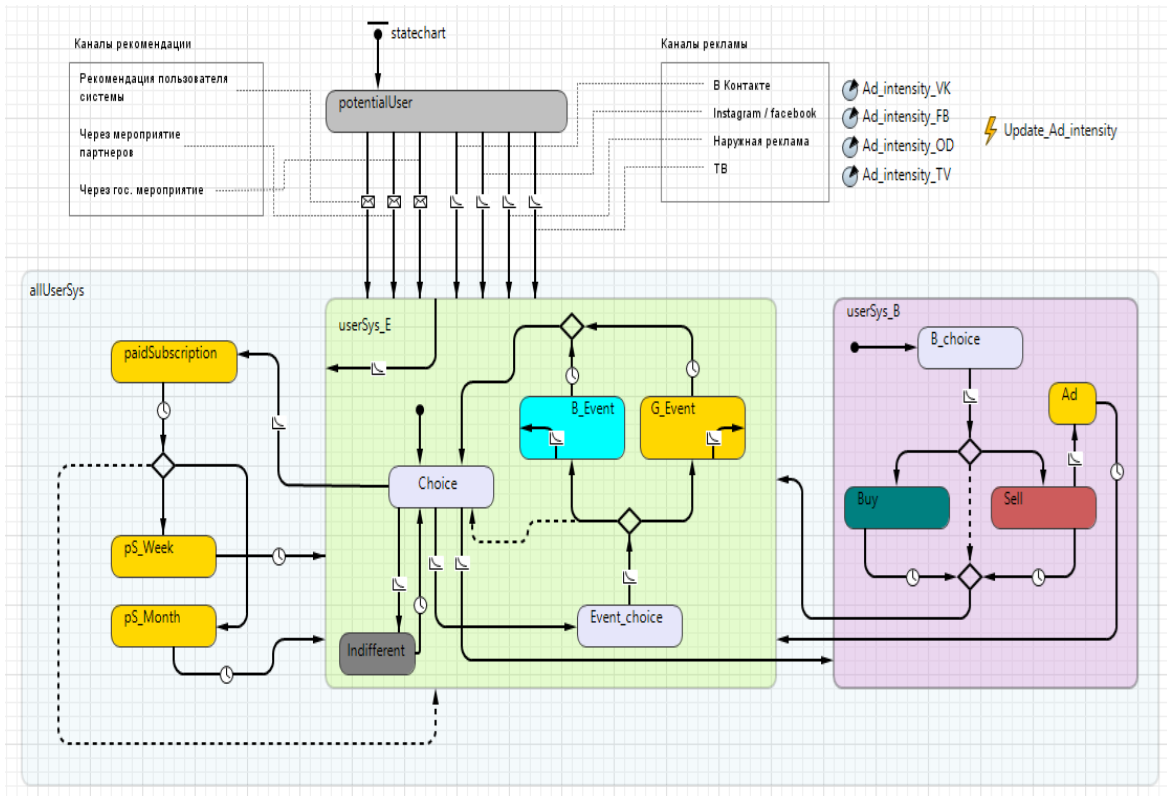 statechart
Каналы рекомендации
Каналы рекламы
Рекомендация пользователя
системы
Через мероприятие
партнеров
Через гос. мероприятие
potentialUser
В Контакте
Instagram / facebook
Наружная реклама
ТВ
Ad_intensity_VK
Ad_intensity_FB
Ad_intensity_OD
Ad_intensity_TV
Update_Ad_intensity
allUserSys
userSys_E
userSys_B
paidSubscription
B_choice
B_Event
G_Event
Ad
Choice
Buy
Sell
pS_Week
pS_Month
Event_choice
Indifferent